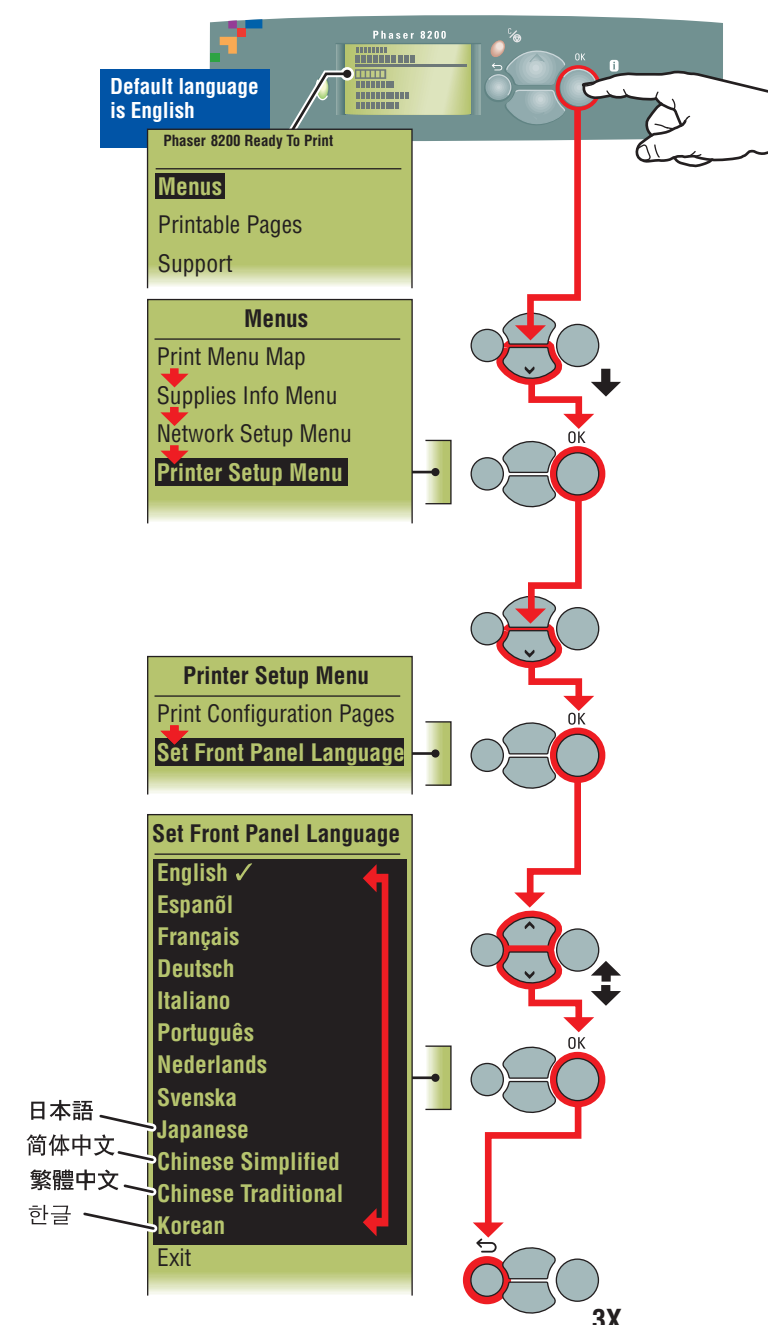 Phaser 8200
OK
i
Default language
is English
Phaser 8200 Ready To Print
Menus
Printable Pages
Support
Menus
Print Menu Map
Supplies Info Menu
Network Setup Menu
Printer Setup Menu
OK
Printer Setup Menu
Print Configuration Pages
Set Front Panel Language
OK
Set Front Panel Language
English ✓
Espanõl
Français
Deutsch
Italiano
Português
Nederlands
Svenska
OK
日本語 Japanese
简体中文 Chinese Simplified
繁體中文 Chinese Traditional
한글 Korean
Exit
3X